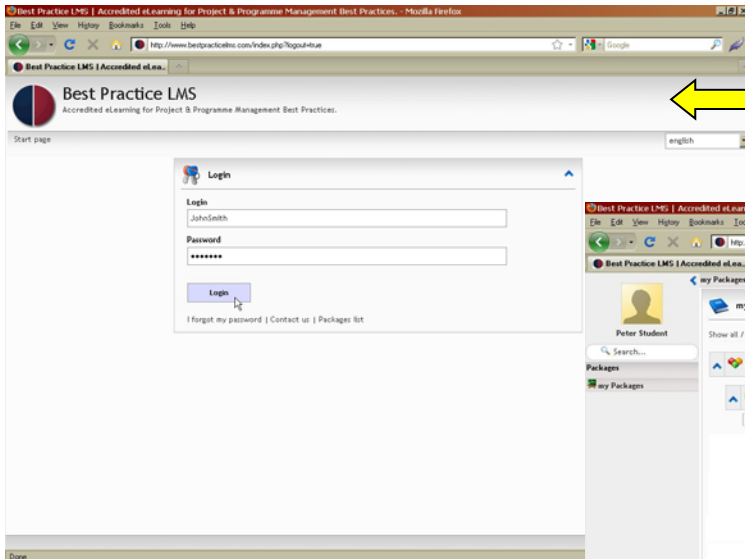 Best Practice LMS | Accredited eLearning for Project & Programme Management Best Practices. - Mozilla Firefox
File Edit View History Bookmarks Tools Help
http://www.bestpracticelms.com/index.php?logout=true
Google
Best Practice LMS | Accredited eLea..
Best Practice LMS
Accredited eLearning for Project & Programme Management Best Practices.
Start page
english
Login
Login
JohnSmith
Password
•••••••
Login
I forgot my password | Contact us | Packages list
Done
Best Practice LMS | Accredited eLearn
File Edit View History Bookmarks Too
http:
Best Practice LMS | Accredited eLea..
my Packages
my
Peter Student
Show all /
Search...
Packages
my Packages